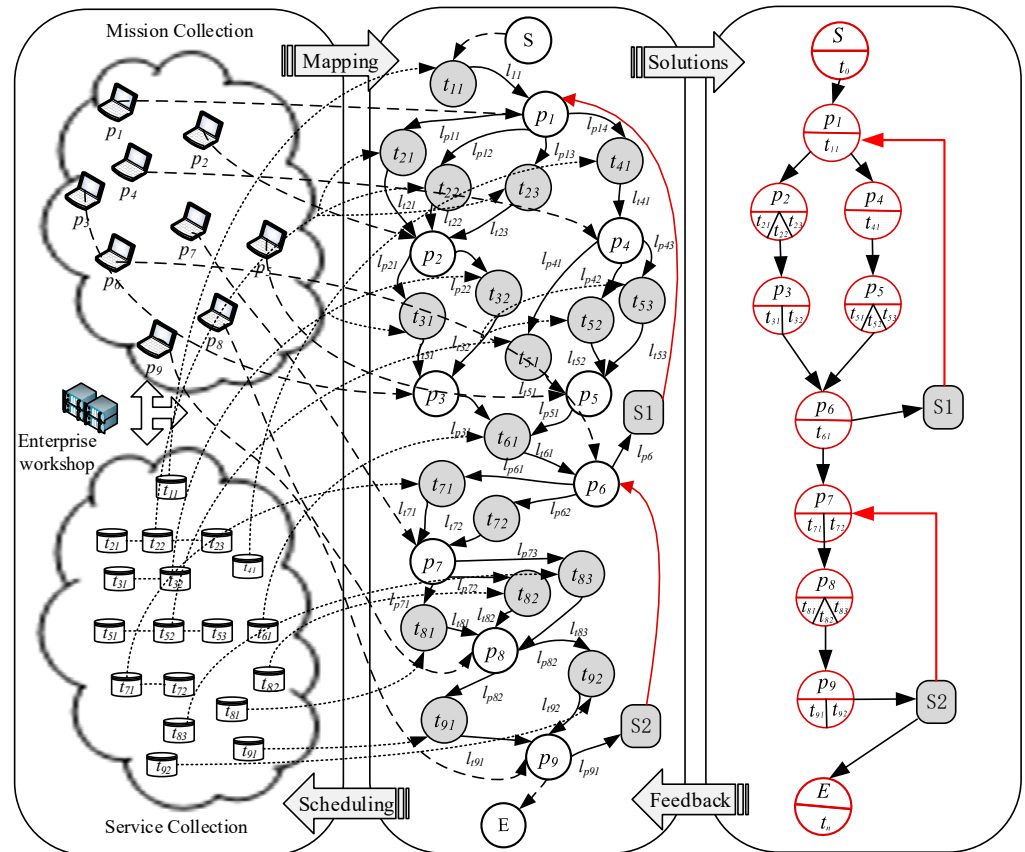 Mission Collection
p1
p2
p4
p3
p7
p6
p8
p9
Enterprise
workshop
t11
t21
t22
t23
t31
t32
t41
t51
t52
t53
t61
t71
t72
t82
t81
t83
t91
t92
Service Collection
Mapping
Solutions
Scheduling
Feedback
S
t11
l11
p1
lp11
lp12
lp13
lp14
t21
t22
t23
t41
lt21
lt22
lt23
lt41
p2
p4
lp21
lp22
lp41
lp42
lp43
t31
t32
t52
t53
t51
lt51
lt32
lt51
lt52
lt53
p3
p5
S1
lp31
lp51
t61
lt61
lp6
p6
lp61
lp62
t71
t72
lt71
lt72
p7
lp73
lp72
lp71
t83
t82
t81
lt81
lt82
lt83
p8
lp82
lp82
t92
t91
lt92
lt91
S2
p9
lp91
E
S
t0
p1
t11
p2
t21
t22
t23
p4
t41
p3
t31
t32
p5
t51
t52
t53
p6
t61
S1
p7
t71
t72
p8
t81
t82
t83
p9
t91
t92
S2
E
tn